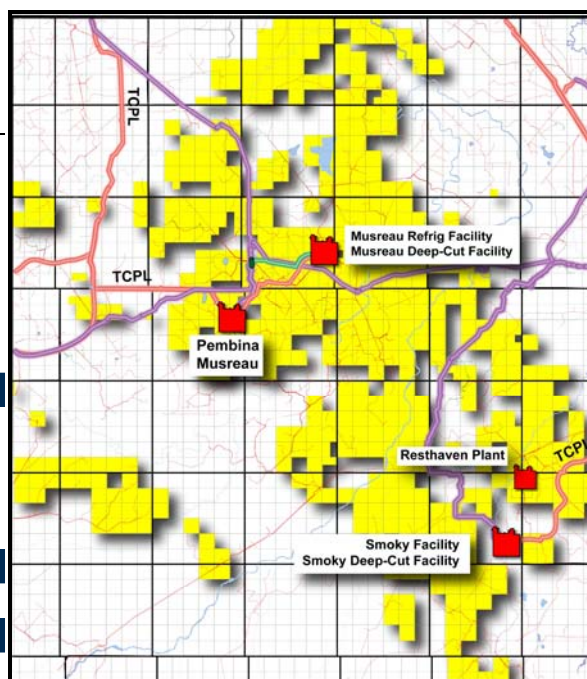 TCPL
Musreau Refrig Facility
Musreau Deep-Cut Facility
TCPL
Pembina
Musreau
Resthaven Plant
TCPL
Smoky Facility
Smoky Deep-Cut Facility